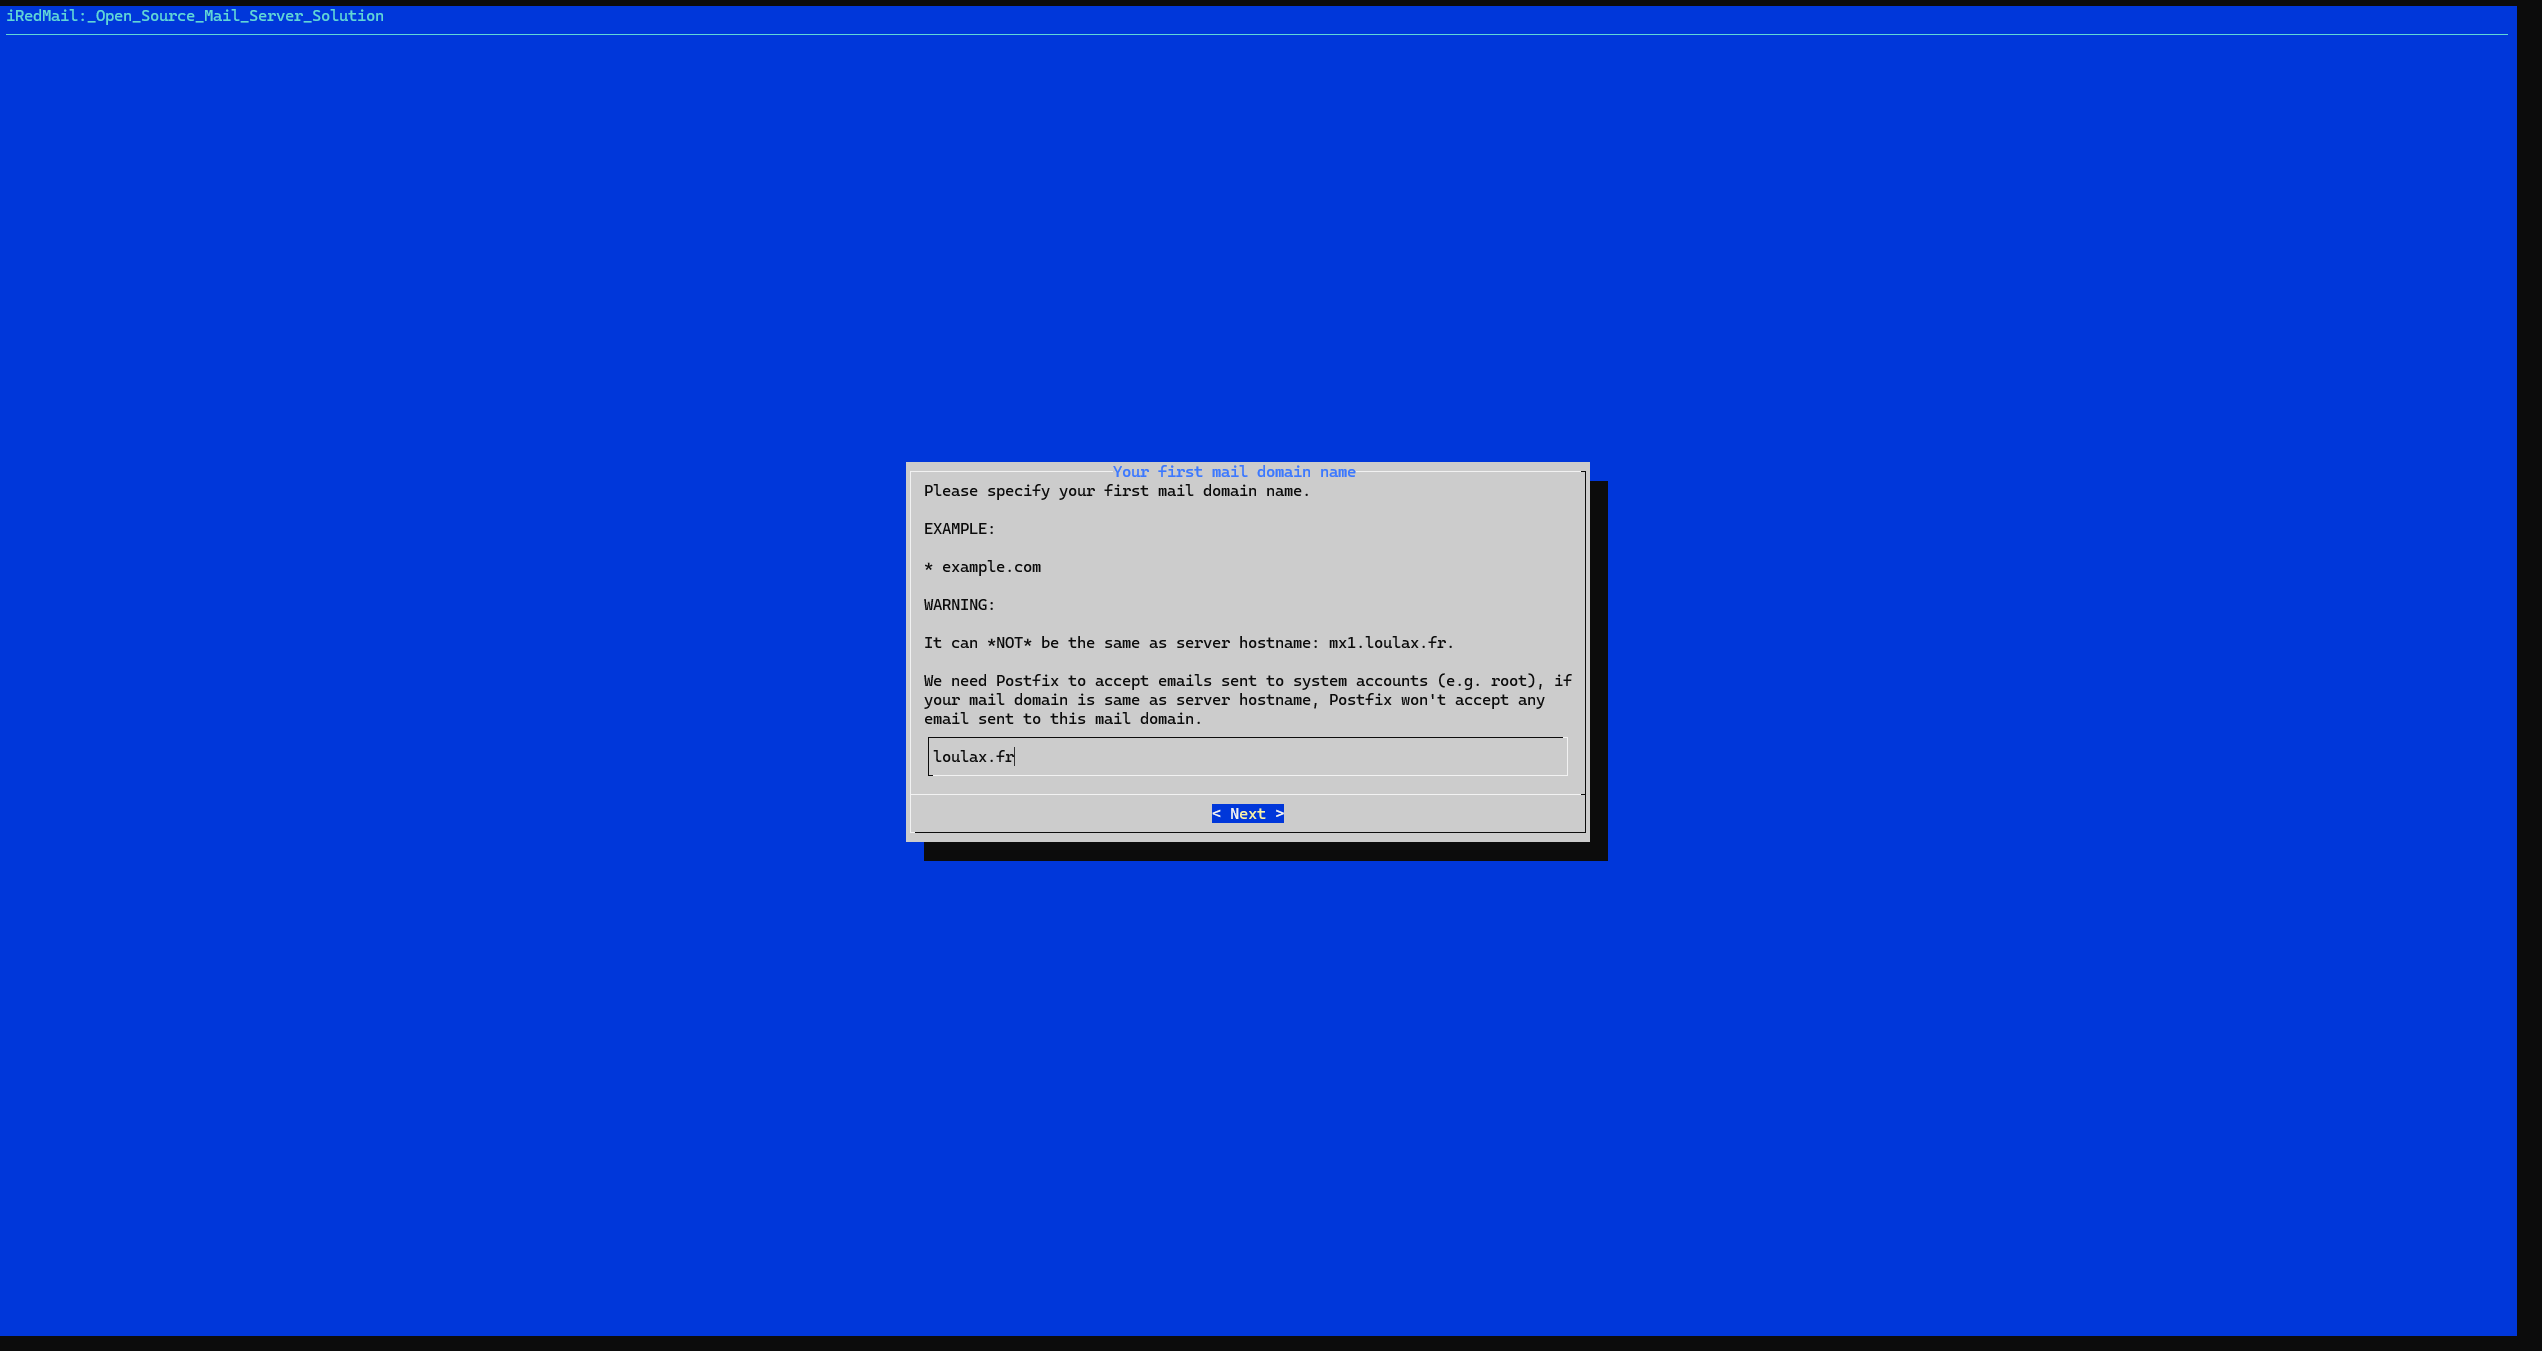 iRedMail:_Open_Source_Mail_Server_Solution
Your first mail domain name
Please specify your first mail domain name.
EXAMPLE:
* example.com
WARNING:
It can *NOT* be the same as server hostname: mx1.loulax.fr.
We need Postfix to accept emails sent to system accounts (e.g. root), if
your mail domain is same as server hostname, Postfix won't accept any
email sent to this mail domain.
loulax.fr
< Next >